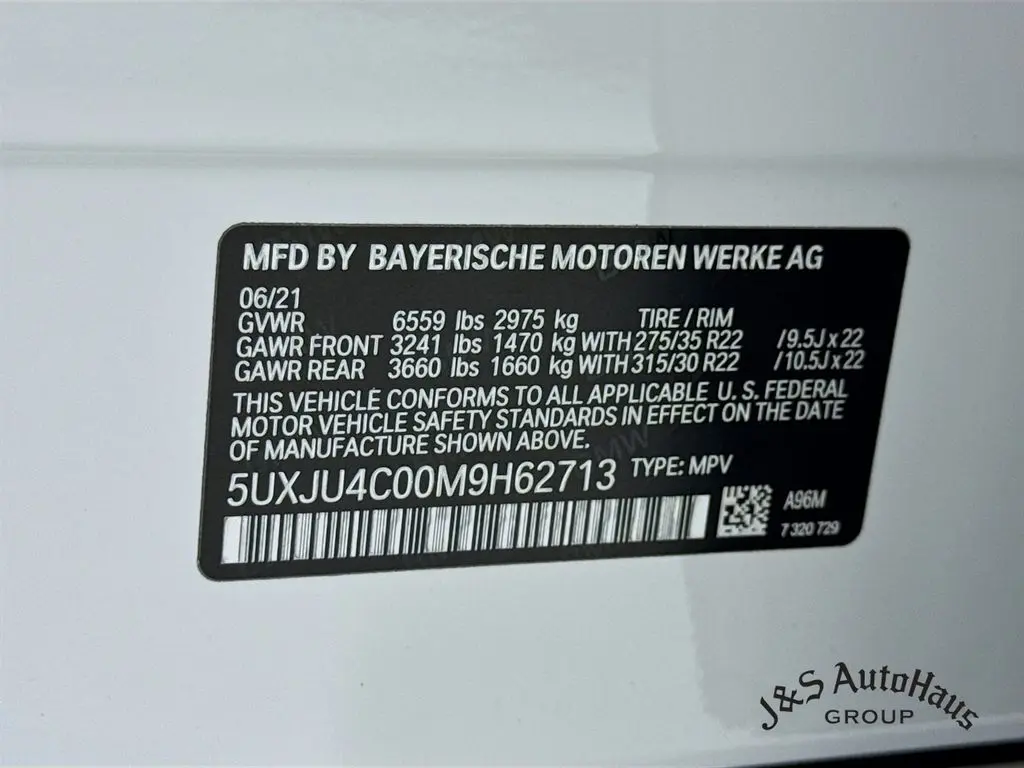 MFD BY BAYERISCHE MOTOREN WERKE AG
06/21
GVWR 6559 lbs 2975 kg TIRE / RIM
GAWR FRONT 3241 lbs 1470 kg WITH 275/35 R22 /9.5J x 22
GAWR REAR 3660 lbs 1660 kg WITH 315/30 R22 /10.5J x 22
THIS VEHICLE CONFORMS TO ALL APPLICABLE U. S. FEDERAL
MOTOR VEHICLE SAFETY STANDARDS IN EFFECT ON THE DATE
OF MANUFACTURE SHOWN ABOVE.
5UXJU4C00M9H62713 TYPE: MPV
A96M
7 320 729
J&S AutoHaus
GROUP